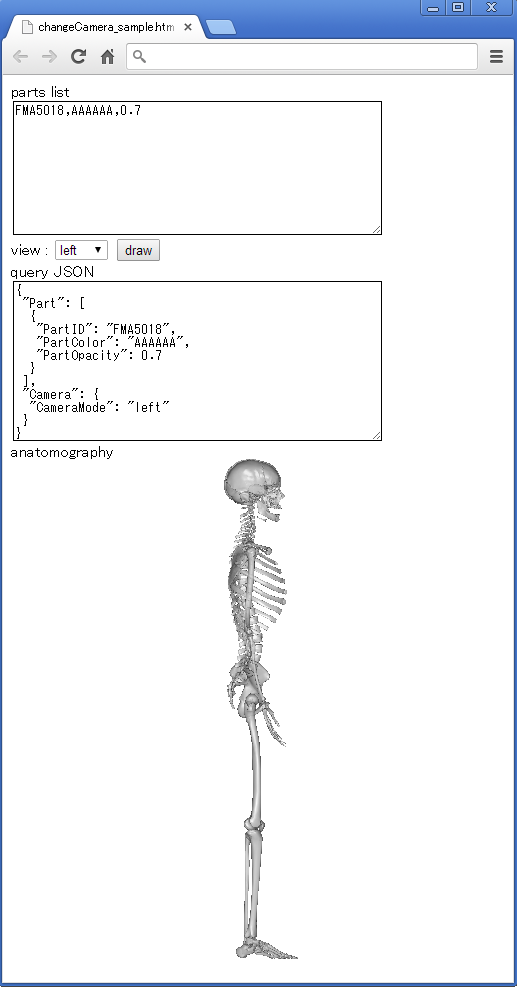 changeCamera_sample.htm
parts list
FMA5018,AAAAAA,0.7
view : left draw
query JSON
{
"Part": [
{
"PartID": "FMA5018",
"PartColor": "AAAAAA",
"PartOpacity": 0.7
}
],
"Camera": {
"CameraMode": "left"
}
}
anatomography